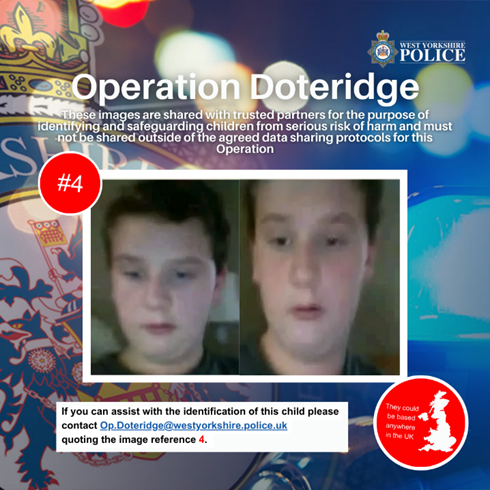 WEST YORKSHIRE
POLICE
Operation Doteridge
These images are shared with trusted partners for the purpose of
identifying and safeguarding children from serious risk of harm and must
not be shared outside of the agreed data sharing protocols for this
Operation
#4
If you can assist with the identification of this child please
contact Op.Doteridge@westyorkshire.police.uk
quoting the image reference 4.
They could
be based
anywhere
in the UK